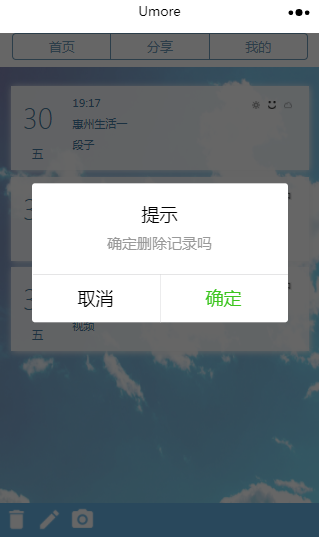 Umore
首页 分享 我的
30
19:17
惠州生活一
段子
五
提示
确定删除记录吗
取消 确定
视频
五